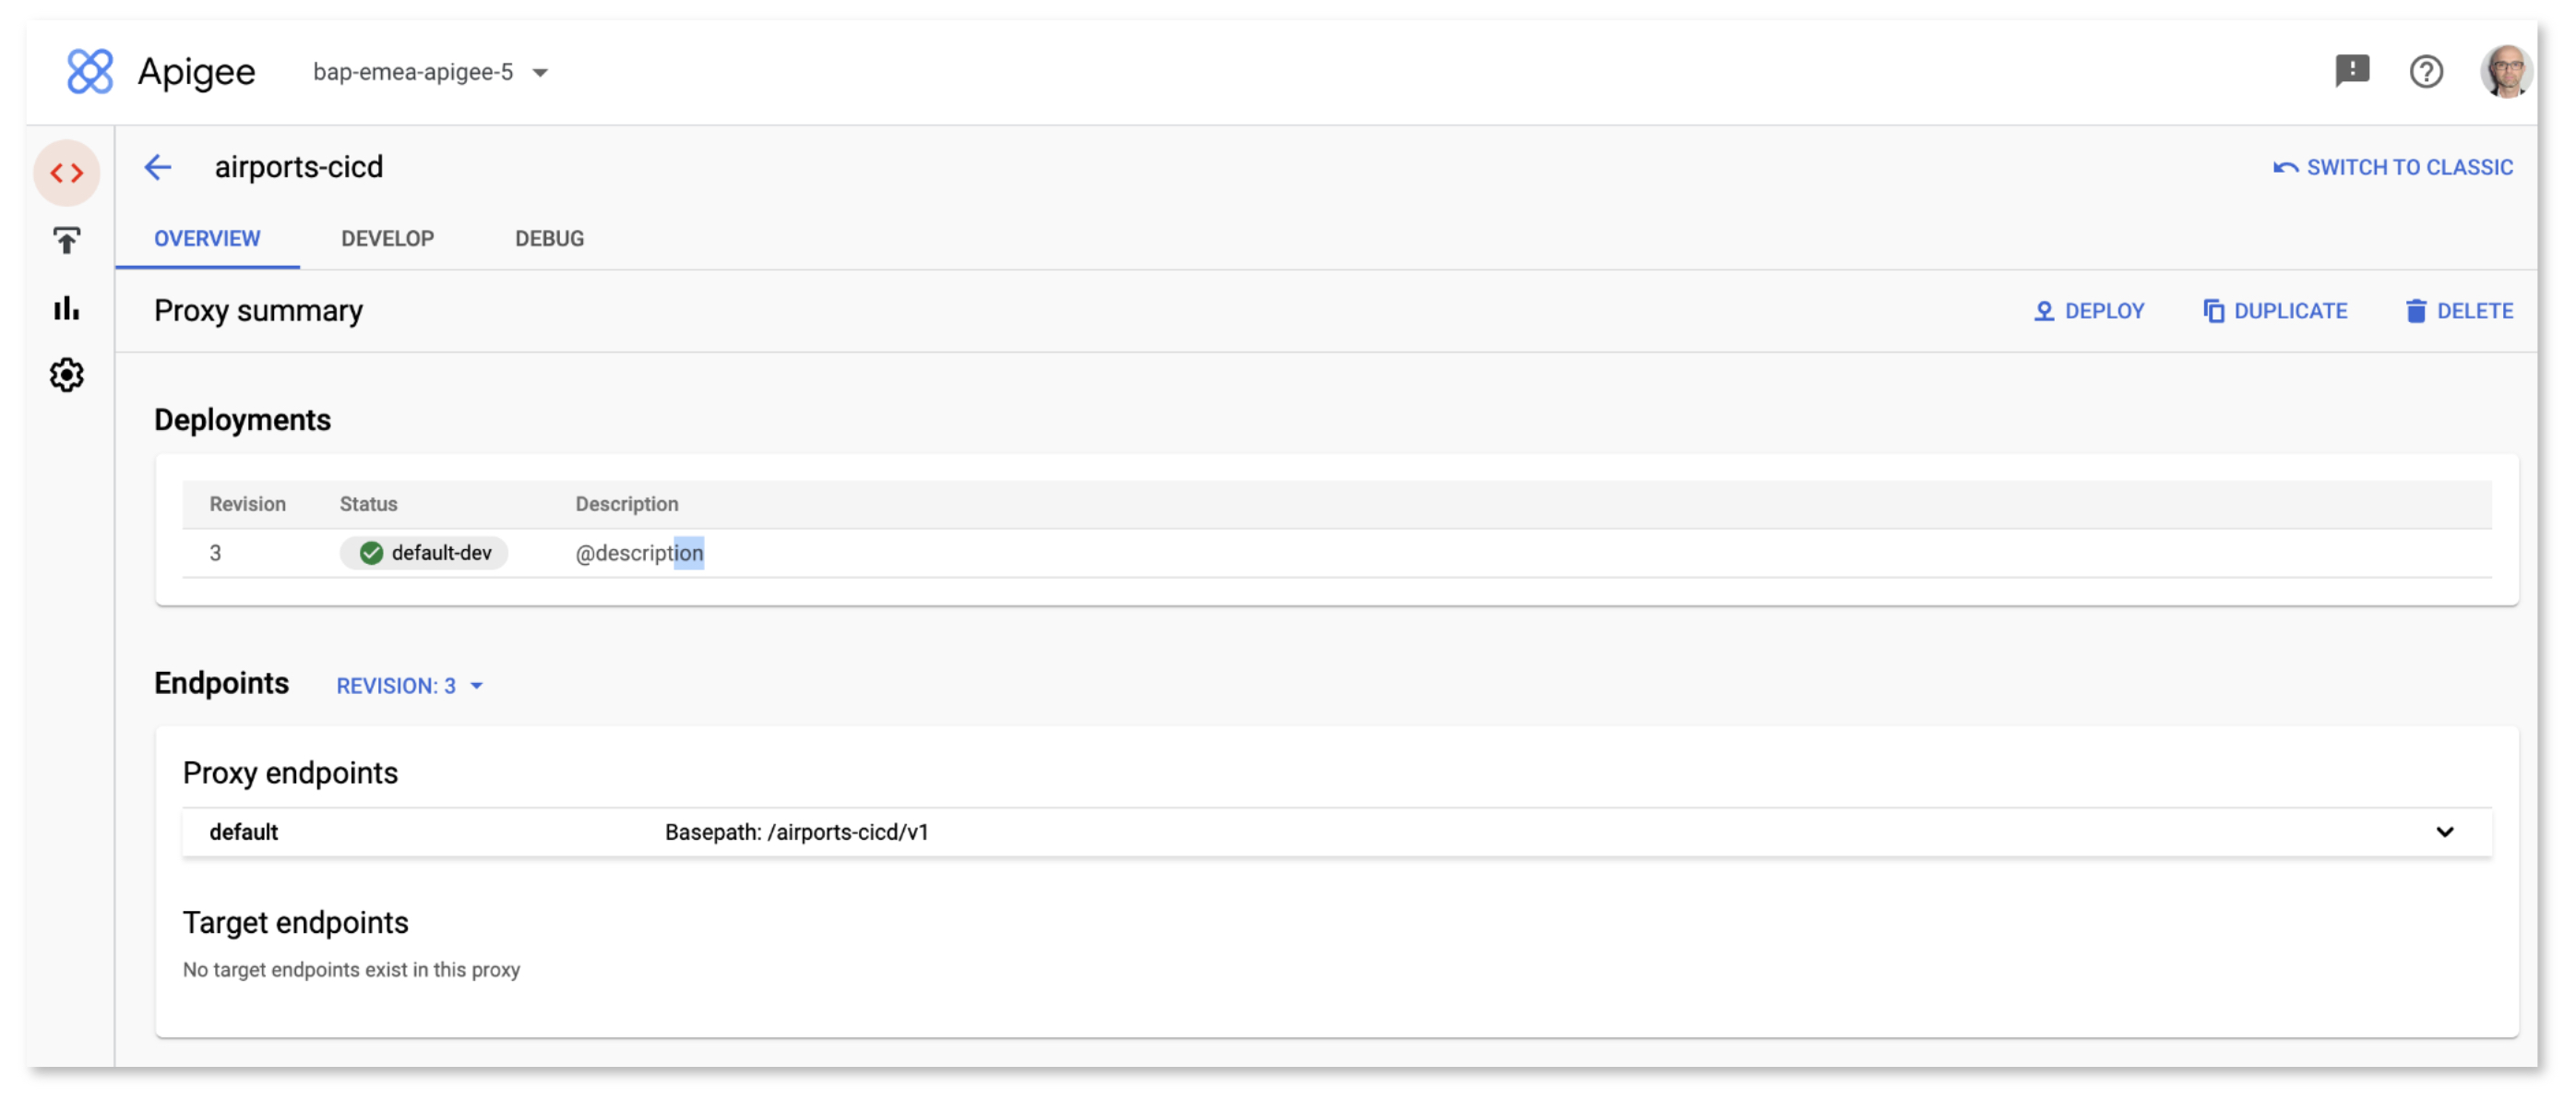 Apigee bap-emea-apigee-5
airports-cicd SWITCH TO CLASSIC
OVERVIEW DEVELOP DEBUG
Proxy summary DEPLOY DUPLICATE DELETE
Deployments
Revision Status Description
3 default-dev @description
Endpoints REVISION: 3
Proxy endpoints
default Basepath: /airports-cicd/v1
Target endpoints
No target endpoints exist in this proxy